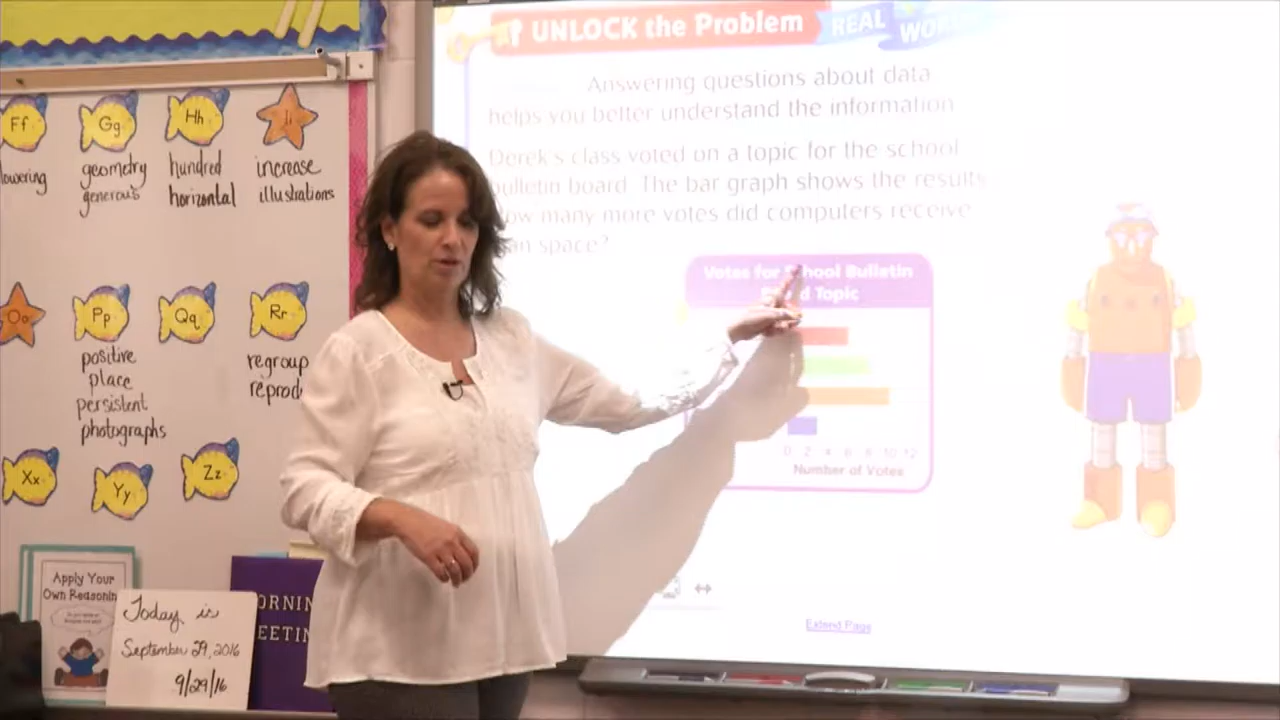 UNLOCK the Problem REAL
Answering questions about data
helps you better understand the information
Derek's class voted on a topic for the school
bulletin board. The bar graph shows the results
many more votes did computers receive
space?
Votes for School Bulletin
Topic
0 2 4 6 8 10 12
Number of Votes
Extend Page
Ff
Gg
geometry
generous
Hh
hundred
horizontal
Ii
increase
illustrations
Oo
Pp
positive
place
persistent
photographs
Qq
Rr
regroup
Xx
Yy
Zz
Apply Your
Own Reasoning
Today is
September 29, 2016
9/29/16